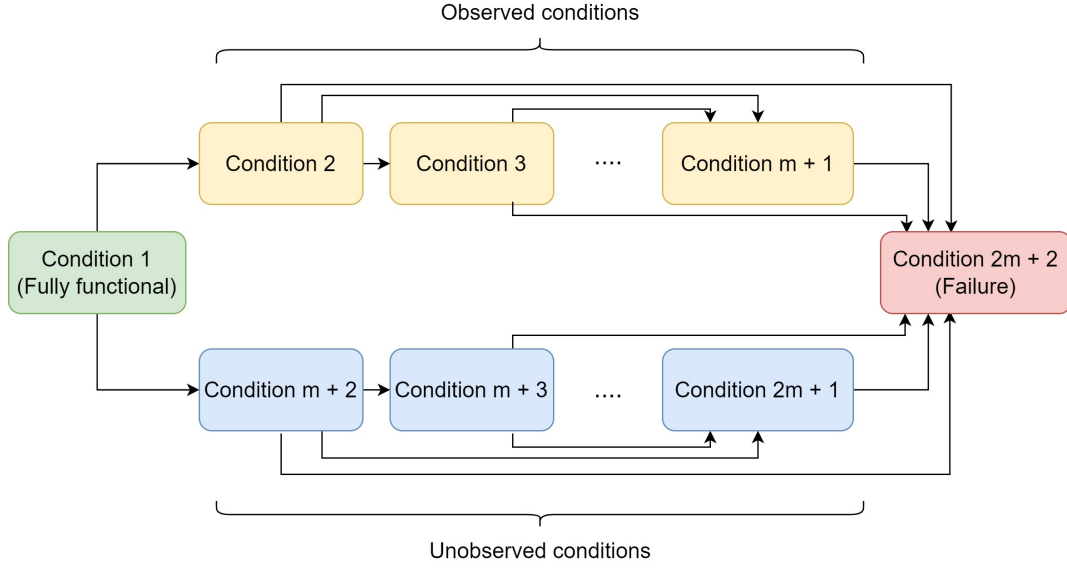 Observed conditions
Condition 2
Condition 3
....
Condition m + 1
Condition 1
(Fully functional)
Condition 2m + 2
(Failure)
Condition m + 2
Condition m + 3
....
Condition 2m + 1
Unobserved conditions